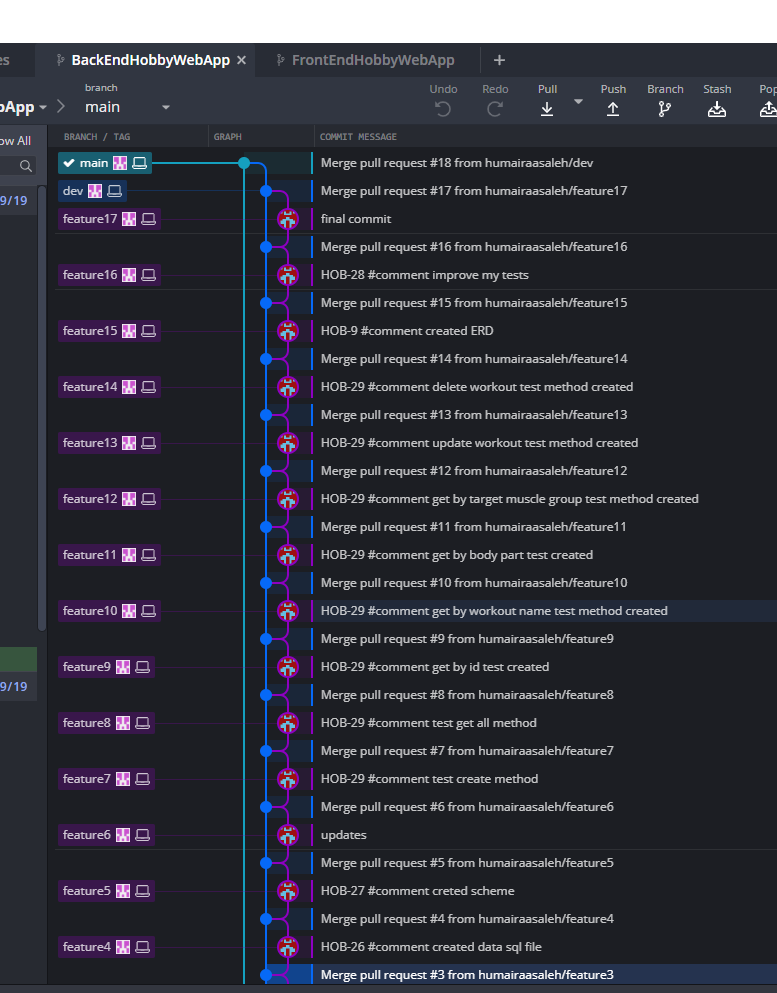 es BackEndHobbyWebApp FrontEndHobbyWebApp
bApp branch main Undo Redo Pull Push Branch Stash Pop
ow All BRANCH / TAG GRAPH COMMIT MESSAGE
main Merge pull request #18 from humairaasaleh/dev
9/19 dev Merge pull request #17 from humairaasaleh/feature17
feature17 final commit
Merge pull request #16 from humairaasaleh/feature16
feature16 HOB-28 #comment improve my tests
Merge pull request #15 from humairaasaleh/feature15
feature15 HOB-9 #comment created ERD
Merge pull request #14 from humairaasaleh/feature14
feature14 HOB-29 #comment delete workout test method created
Merge pull request #13 from humairaasaleh/feature13
feature13 HOB-29 #comment update workout test method created
Merge pull request #12 from humairaasaleh/feature12
feature12 HOB-29 #comment get by target muscle group test method created
Merge pull request #11 from humairaasaleh/feature11
feature11 HOB-29 #comment get by body part test created
Merge pull request #10 from humairaasaleh/feature10
feature10 HOB-29 #comment get by workout name test method created
Merge pull request #9 from humairaasaleh/feature9
feature9 HOB-29 #comment get by id test created
9/19 Merge pull request #8 from humairaasaleh/feature8
feature8 HOB-29 #comment test get all method
Merge pull request #7 from humairaasaleh/feature7
feature7 HOB-29 #comment test create method
Merge pull request #6 from humairaasaleh/feature6
feature6 updates
Merge pull request #5 from humairaasaleh/feature5
feature5 HOB-27 #comment creted scheme
Merge pull request #4 from humairaasaleh/feature4
feature4 HOB-26 #comment created data sql file
Merge pull request #3 from humairaasaleh/feature3